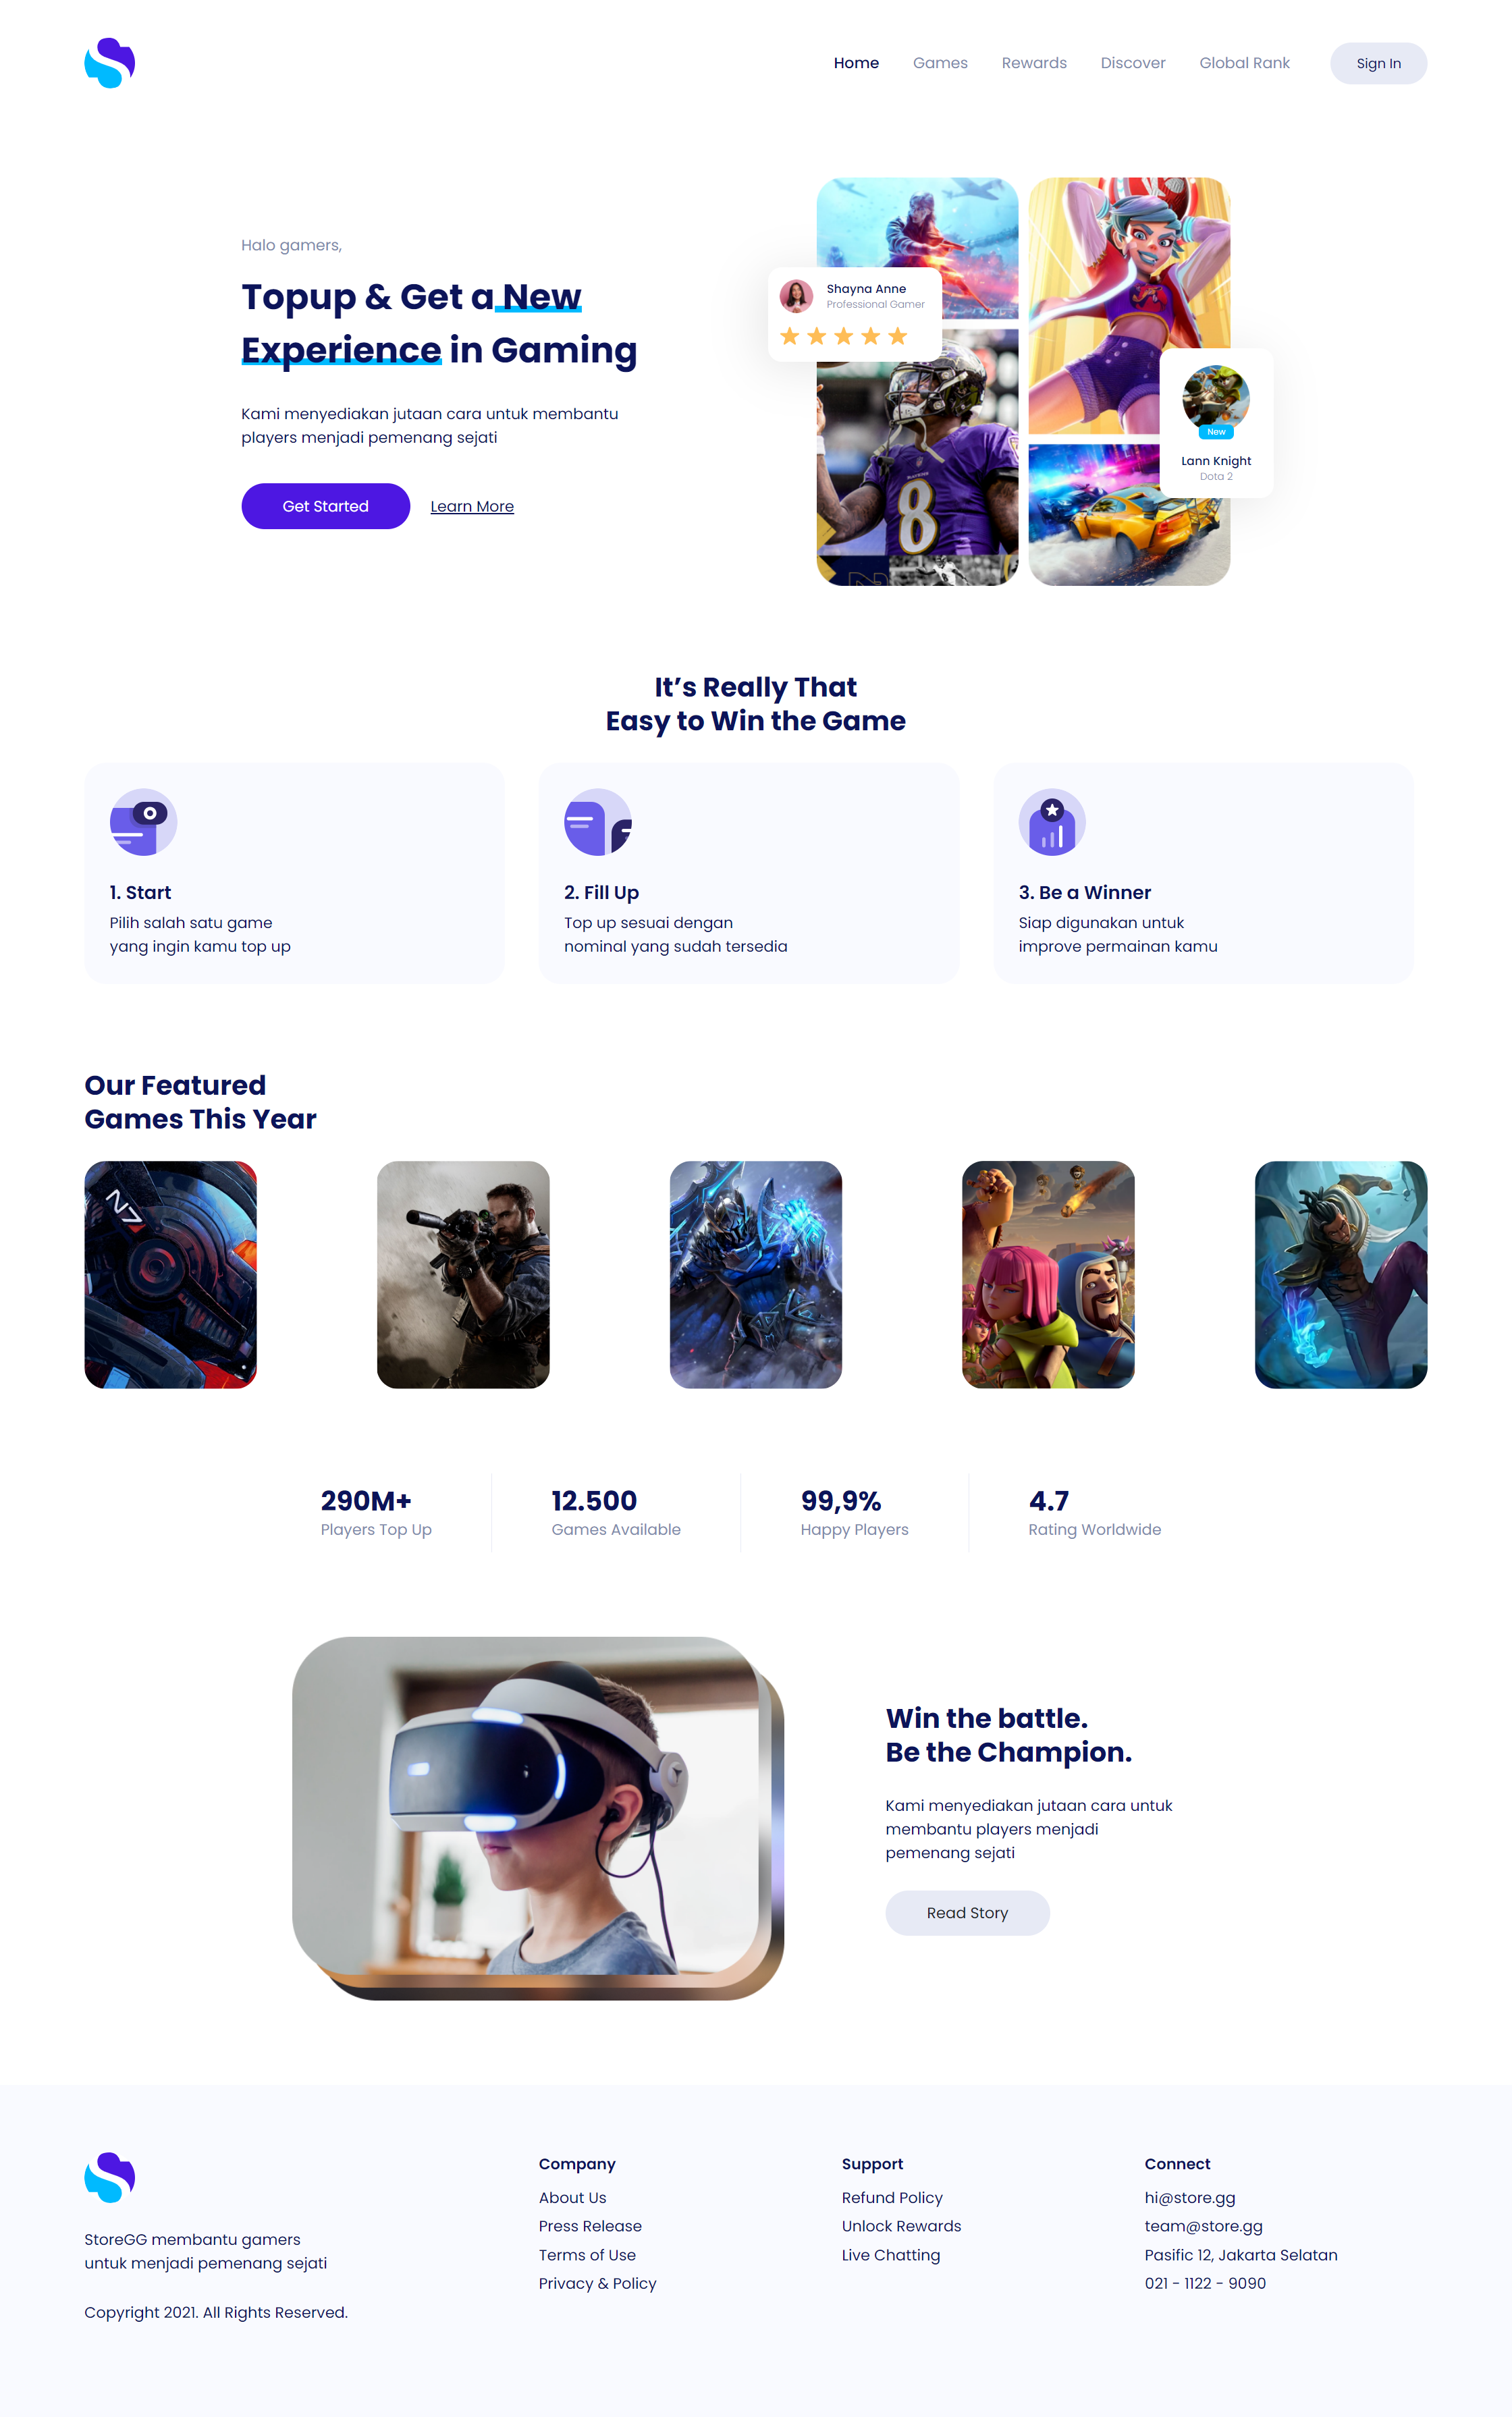 Home Games Rewards Discover Global Rank Sign In
Halo gamers,
Topup & Get a New
Experience in Gaming
Kami menyediakan jutaan cara untuk membantu
players menjadi pemenang sejati
Get Started Learn More
Shayna Anne
Professional Gamer
8
New
Lann Knight
Dota 2
It’s Really That
Easy to Win the Game
1. Start
Pilih salah satu game
yang ingin kamu top up
2. Fill Up
Top up sesuai dengan
nominal yang sudah tersedia
3. Be a Winner
Siap digunakan untuk
improve permainan kamu
Our Featured
Games This Year
N7
290M+
Players Top Up
12.500
Games Available
99,9%
Happy Players
4.7
Rating Worldwide
Win the battle.
Be the Champion.
Kami menyediakan jutaan cara untuk
membantu players menjadi
pemenang sejati
Read Story
StoreGG membantu gamers
untuk menjadi pemenang sejati
Copyright 2021. All Rights Reserved.
Company
About Us
Press Release
Terms of Use
Privacy & Policy
Support
Refund Policy
Unlock Rewards
Live Chatting
Connect
hi@store.gg
team@store.gg
Pasific 12, Jakarta Selatan
021 - 1122 - 9090